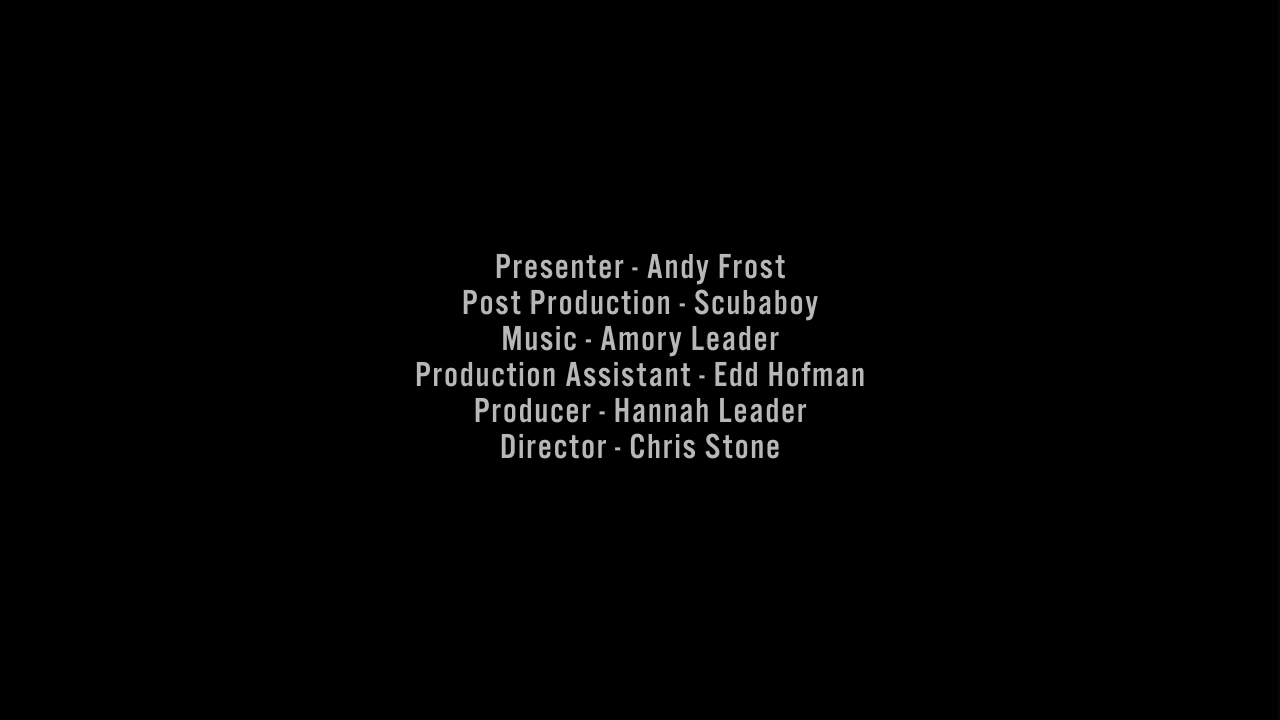 Presenter - Andy Frost
Post Production - Scubaboy
Music - Amory Leader
Production Assistant - Edd Hofman
Producer - Hannah Leader
Director - Chris Stone